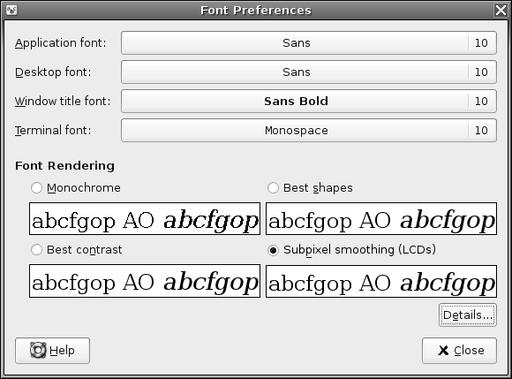 Font Preferences
Application font: Sans 10
Desktop font: Sans 10
Window title font: Sans Bold 10
Terminal font: Monospace 10
Font Rendering
Monochrome Best shapes
abcfgop AO abcfgop abcfgop AO abcfgop
Best contrast Subpixel smoothing (LCDs)
abcfgop AO abcfgop abcfgop AO abcfgop
Details...
Help Close